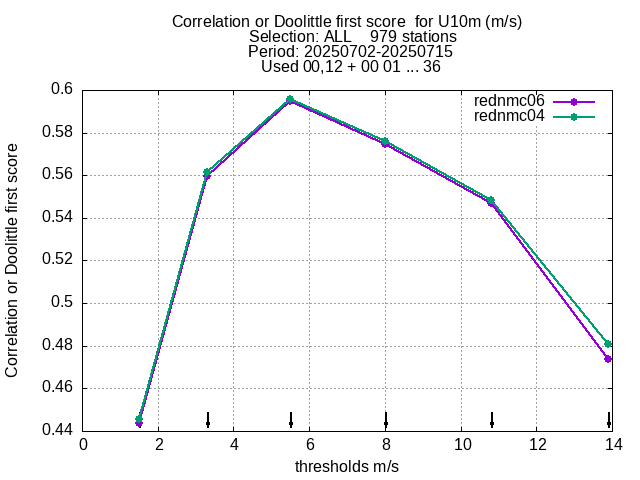 Correlation or Doolittle first score  for U10m (m/s)
Selection: ALL    979 stations
Period: 20250702-20250715
Used 00,12 + 00 01 ... 36
rednmc06
rednmc04
Correlation or Doolittle first score
0.6
0.58
0.56
0.54
0.52
0.5
0.48
0.46
0.44
0 2 4 6 8 10 12 14
thresholds m/s